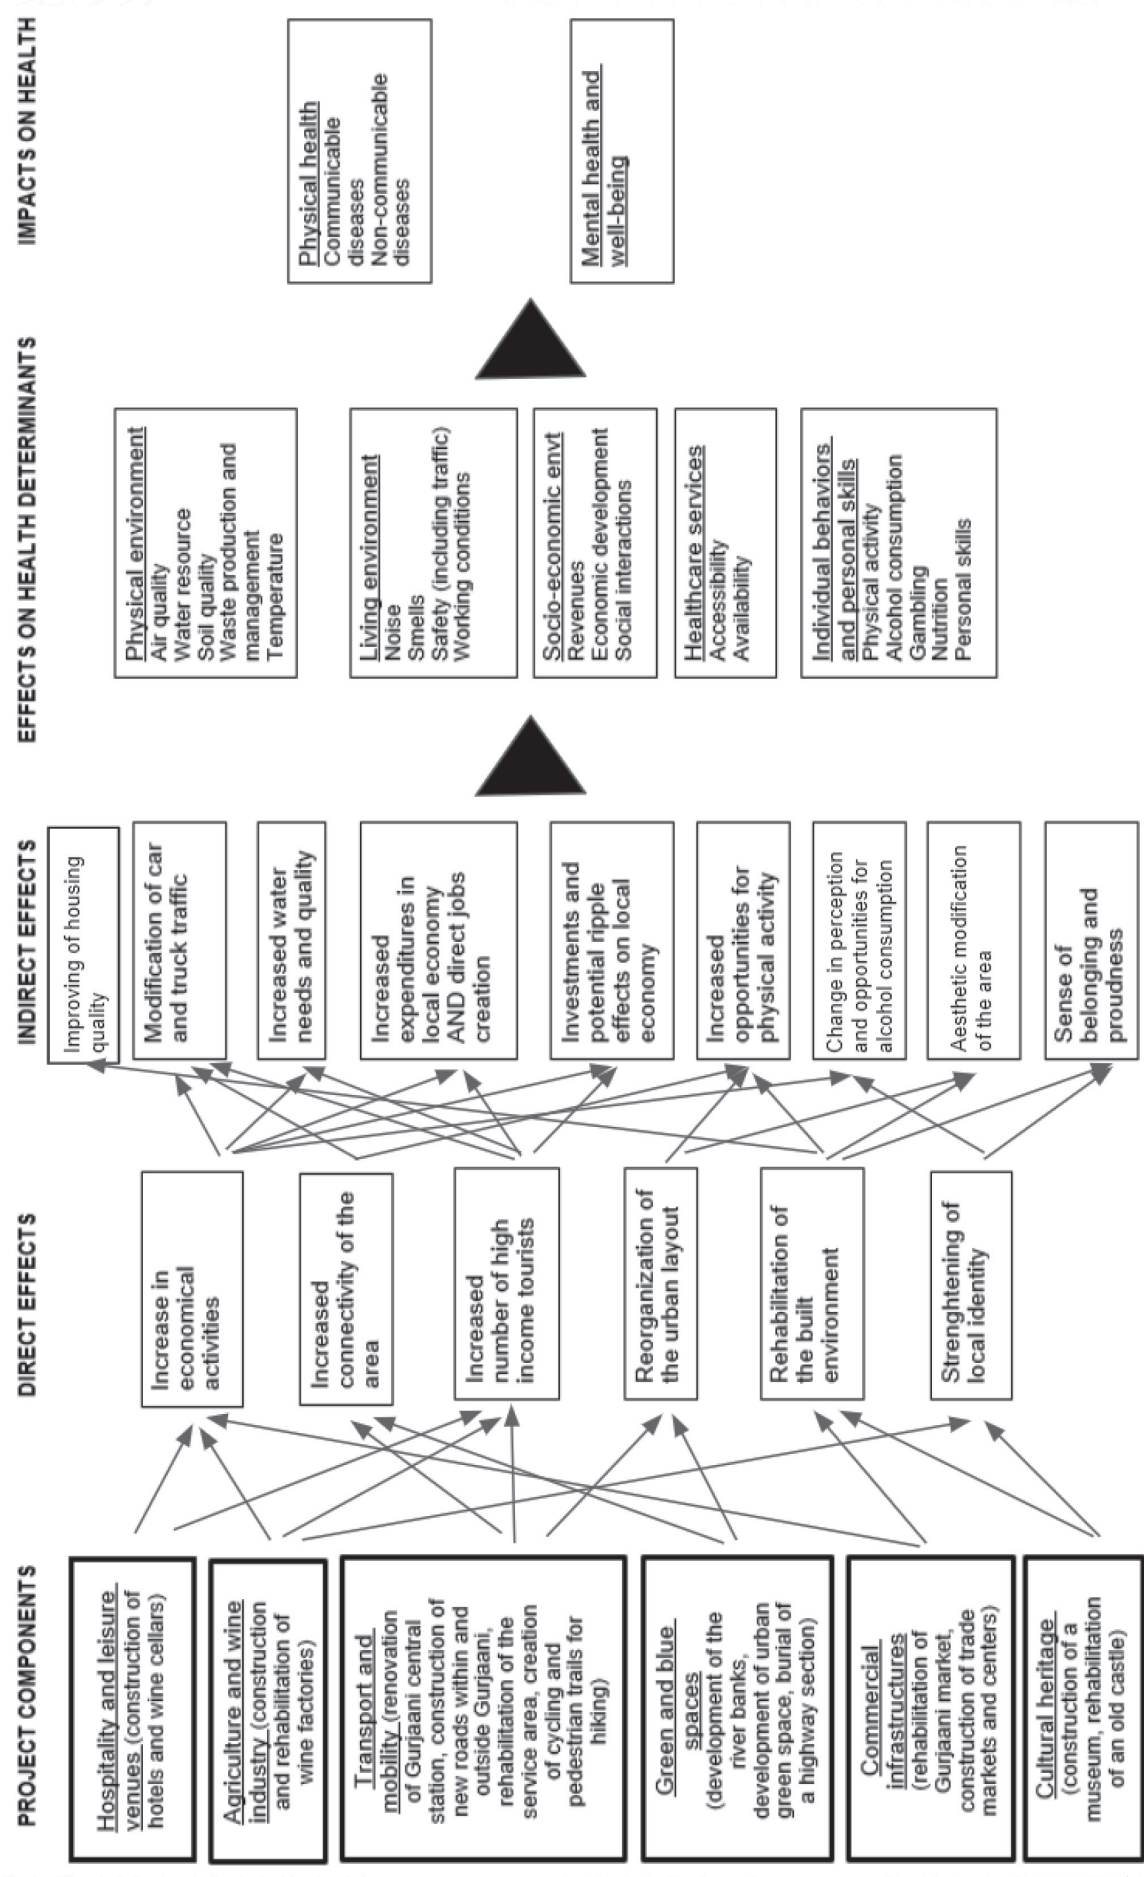 PROJECT COMPONENTS
Hospitality and leisure
venues (construction of
hotels and wine cellars)
Agriculture and wine
industry (construction
and rehabilitation of
wine factories)
Transport and
mobility (renovation
of Gurjaani central
station, construction of
new roads within and
outside Gurjaani,
rehabilitation of the
service area, creation
of cycling and
pedestrian trails for
hiking)
Green and blue
spaces
(development of the
river banks,
development of urban
green space, burial of
a highway section)
Commercial
infrastructures
(rehabilitation of
Gurjaani market,
construction of trade
markets and centers)
Cultural heritage
(construction of a
museum, rehabilitation
of an old castle)
DIRECT EFFECTS
Increase in
economical
activities
Increased
connectivity of the
area
Increased
number of high
income tourists
Reorganization of
the urban layout
Rehabilitation of
the built
environment
Strenghtening of
local identity
INDIRECT EFFECTS
Improving of housing
quality
Modification of car
and truck traffic
Increased water
needs and quality
Increased
expenditures in
local economy
AND direct jobs
creation
Investments and
potential ripple
effects on local
economy
Increased
opportunities for
physical activity
Change in perception
and opportunities for
alcohol consumption
Aesthetic modification
of the area
Sense of
belonging and
proudness
EFFECTS ON HEALTH DETERMINANTS
Physical environment
Air quality
Water resource
Soil quality
Waste production and
management
Temperature
Living environment
Noise
Smells
Safety (including traffic)
Working conditions
Socio-economic envt
Revenues
Economic development
Social interactions
Healthcare services
Accessibility
Availability
Individual behaviors
and personal skills
Physical activity
Alcohol consumption
Gambling
Nutrition
Personal skills
IMPACTS ON HEALTH
Physical health
Communicable
diseases
Non-communicable
diseases
Mental health and
well-being